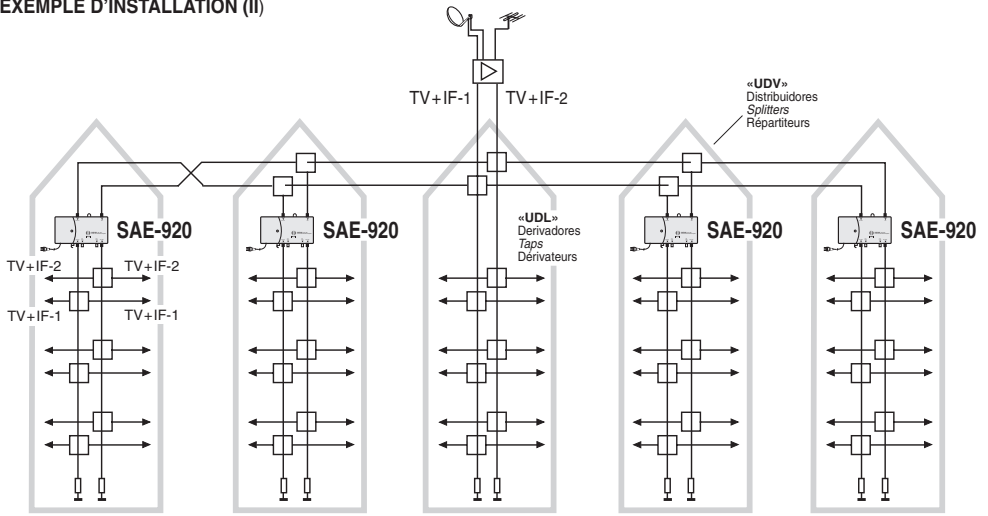 EXEMPLE D'INSTALLATION (II)
TV+IF-1
TV+IF-2
«UDV»
Distribuidores
Splitters
Répartiteurs
SAE-920
SAE-920
«UDL»
Derivadores
Taps
Dérivateurs
SAE-920
SAE-920
TV+IF-2
TV+IF-2
TV+IF-1
TV+IF-1